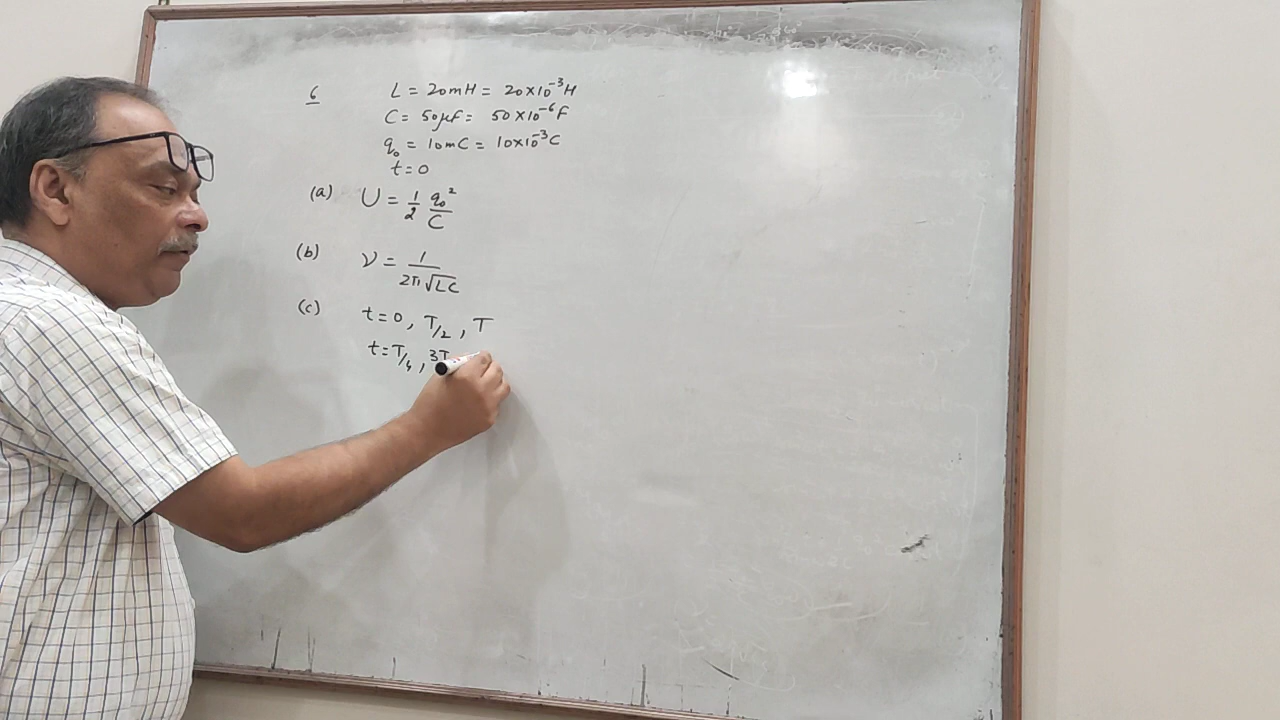 6 L = 20mH = 20×10⁻³H
C = 50μF = 50×10⁻⁶F
q₀ = 10mC = 10×10⁻³C
t=0
(a) U = 1/2 q₀²/C
(b) ν = 1/2π√LC
(c) t=0, T/2, T
t=T/4, 3T